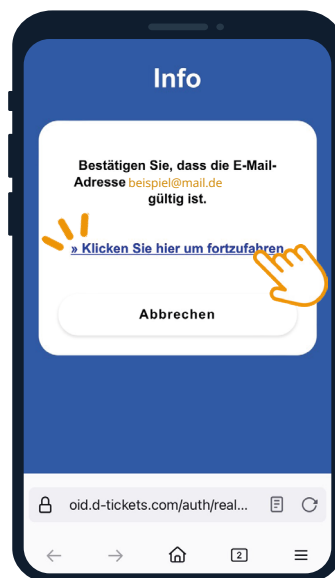 Info
Bestätigen Sie, dass die E-Mail-
Adresse beispiel@mail.de
gültig ist.
» Klicken Sie hier um fortzufahren
Abbrechen
oid.d-tickets.com/auth/real...
2